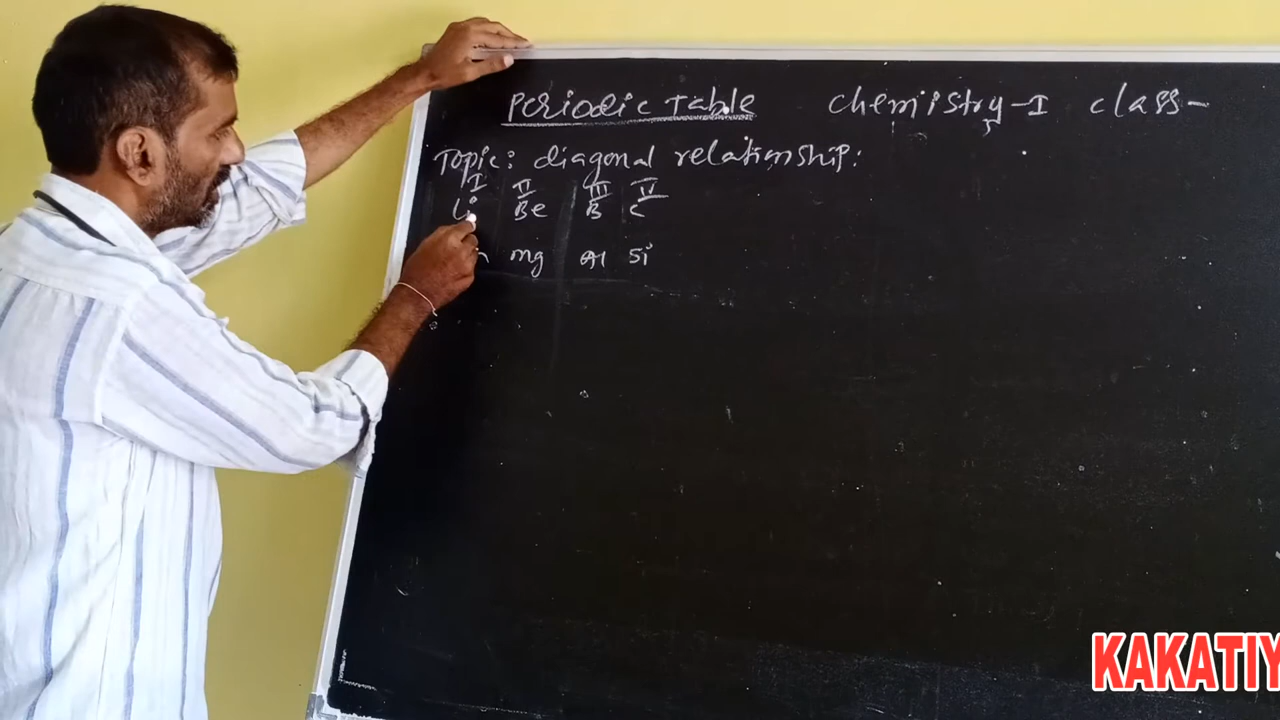 Periodic Table Chemistry-I class-
Topic: diagonal relationship:
I II III IV
Li Be B C
mg Al Si
KAKATIY